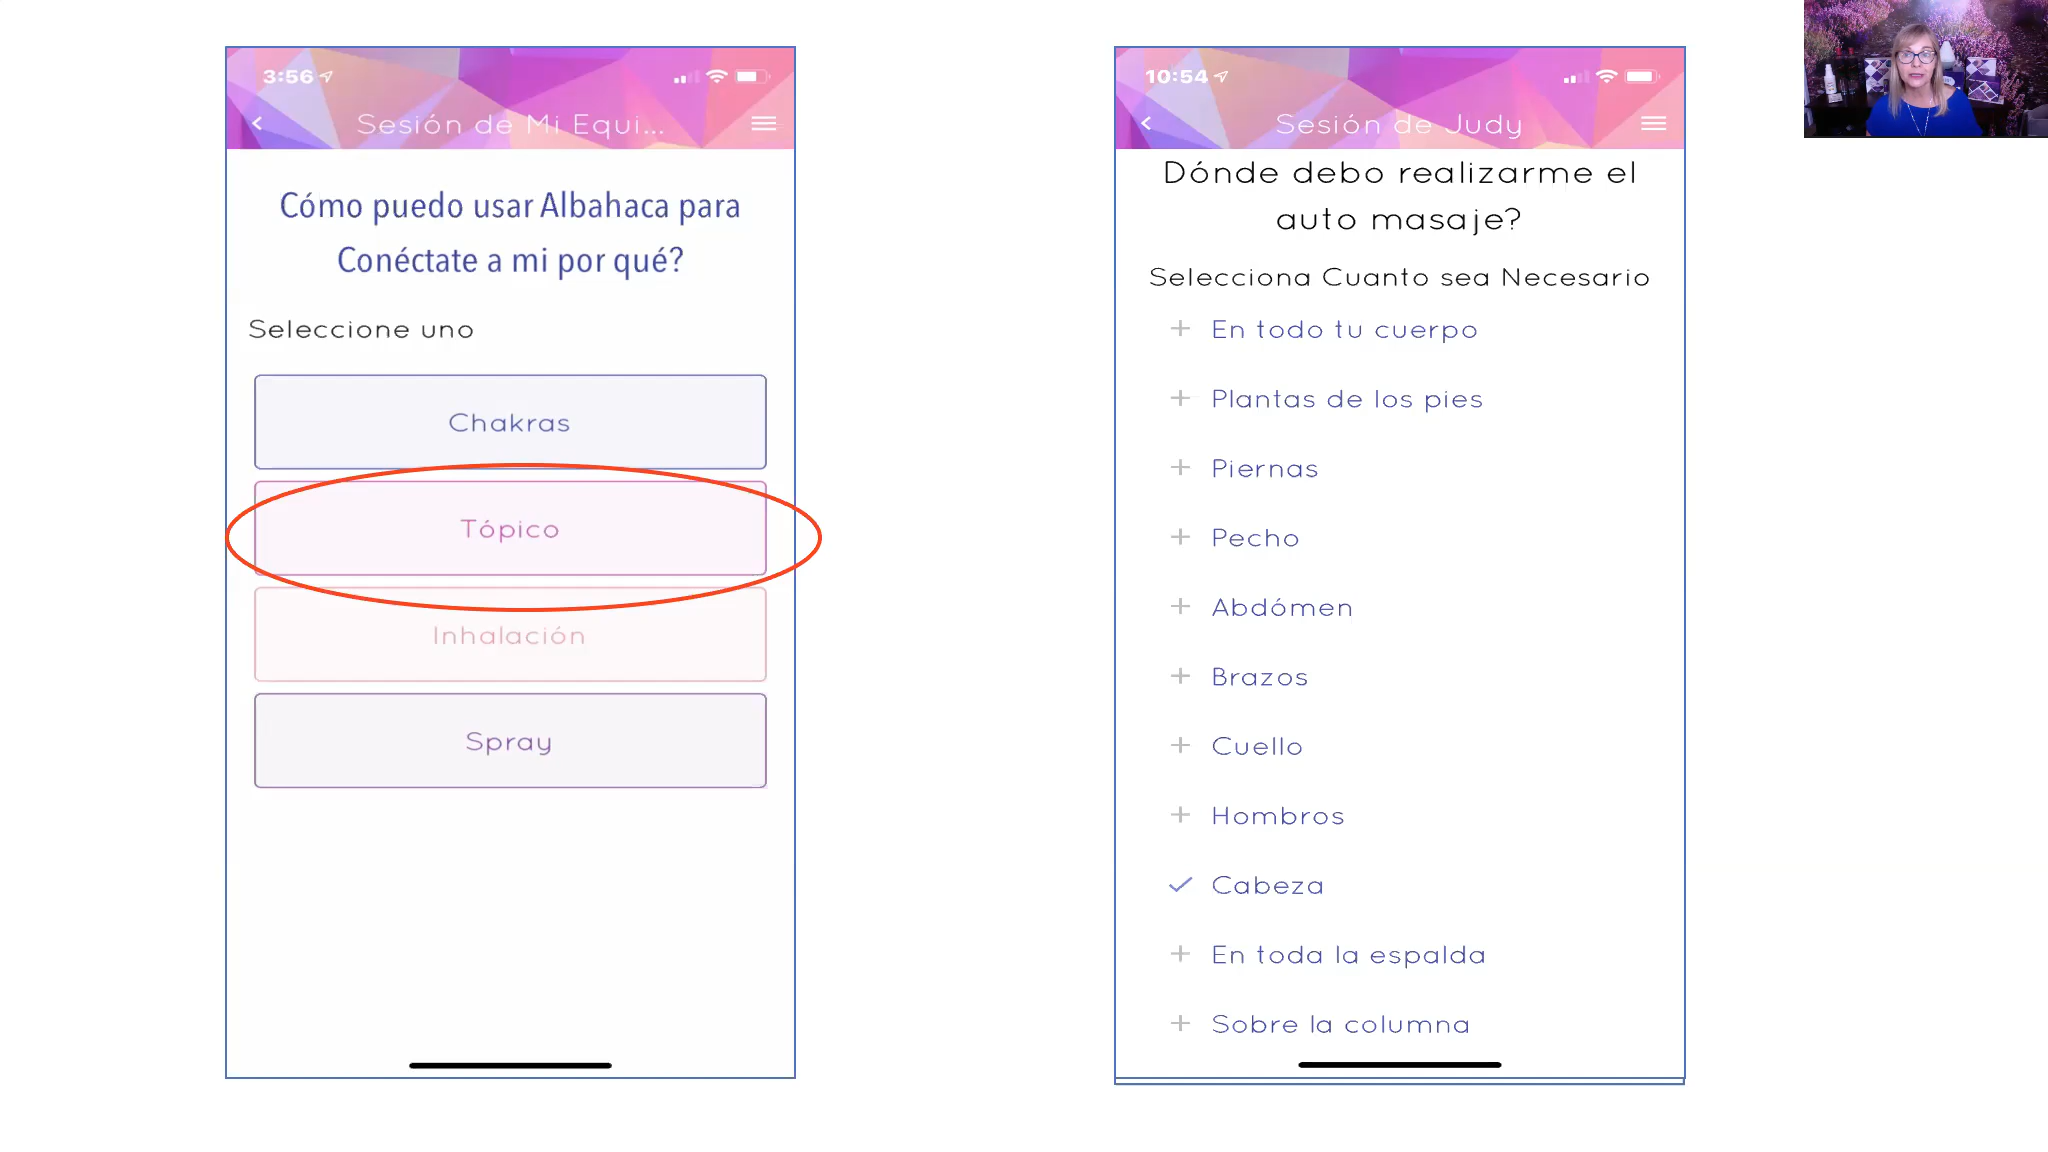 3:56
Sesión de Mi Equi...
Cómo puedo usar Albahaca para
Conéctate a mi por qué?
Seleccione uno
Chakras
Tópico
Inhalación
Spray
10:54
Sesión de Judy
Dónde debo realizarme el
auto masaje?
Selecciona Cuanto sea Necesario
En todo tu cuerpo
Plantas de los pies
Piernas
Pecho
Abdómen
Brazos
Cuello
Hombros
Cabeza
En toda la espalda
Sobre la columna